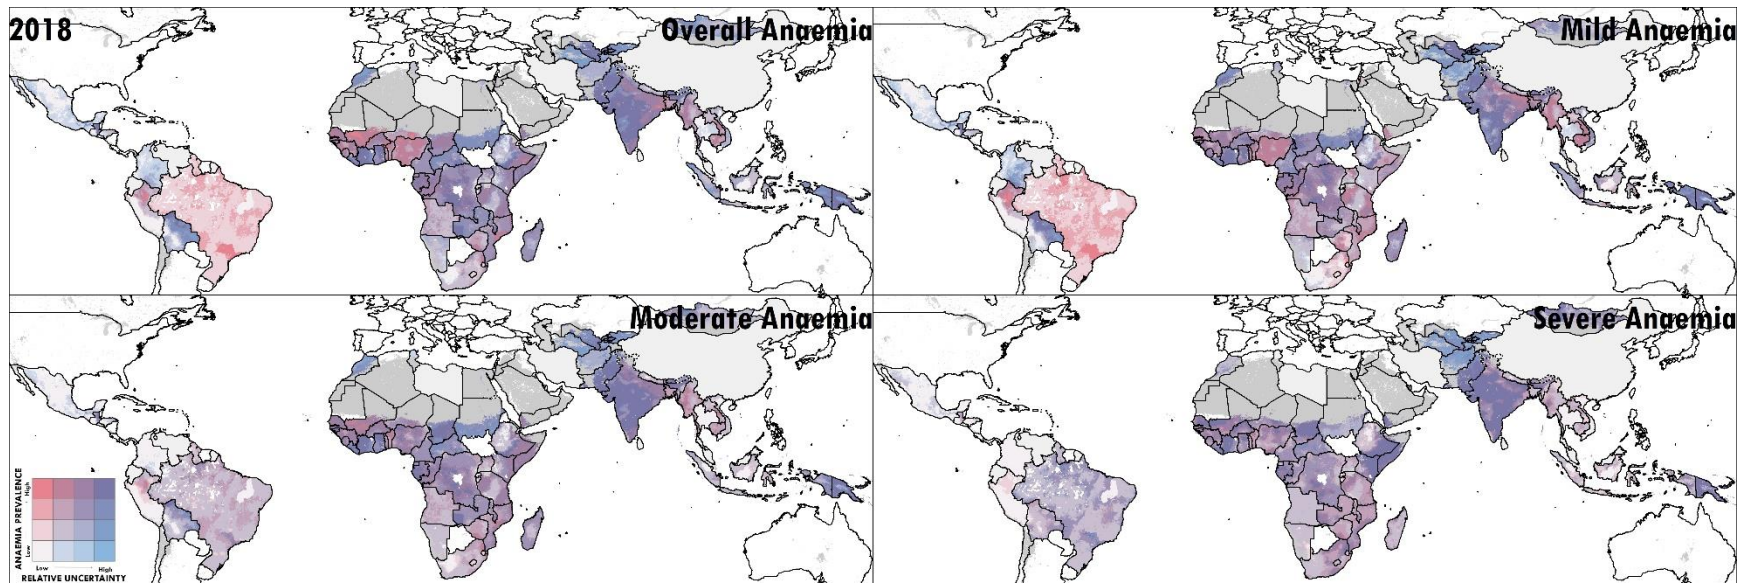 2018
Overall Anaemia
Mild Anaemia
Moderate Anaemia
Severe Anaemia
ANAEMIA PREVALENCE
High
Low
Low
High
RELATIVE UNCERTAINTY